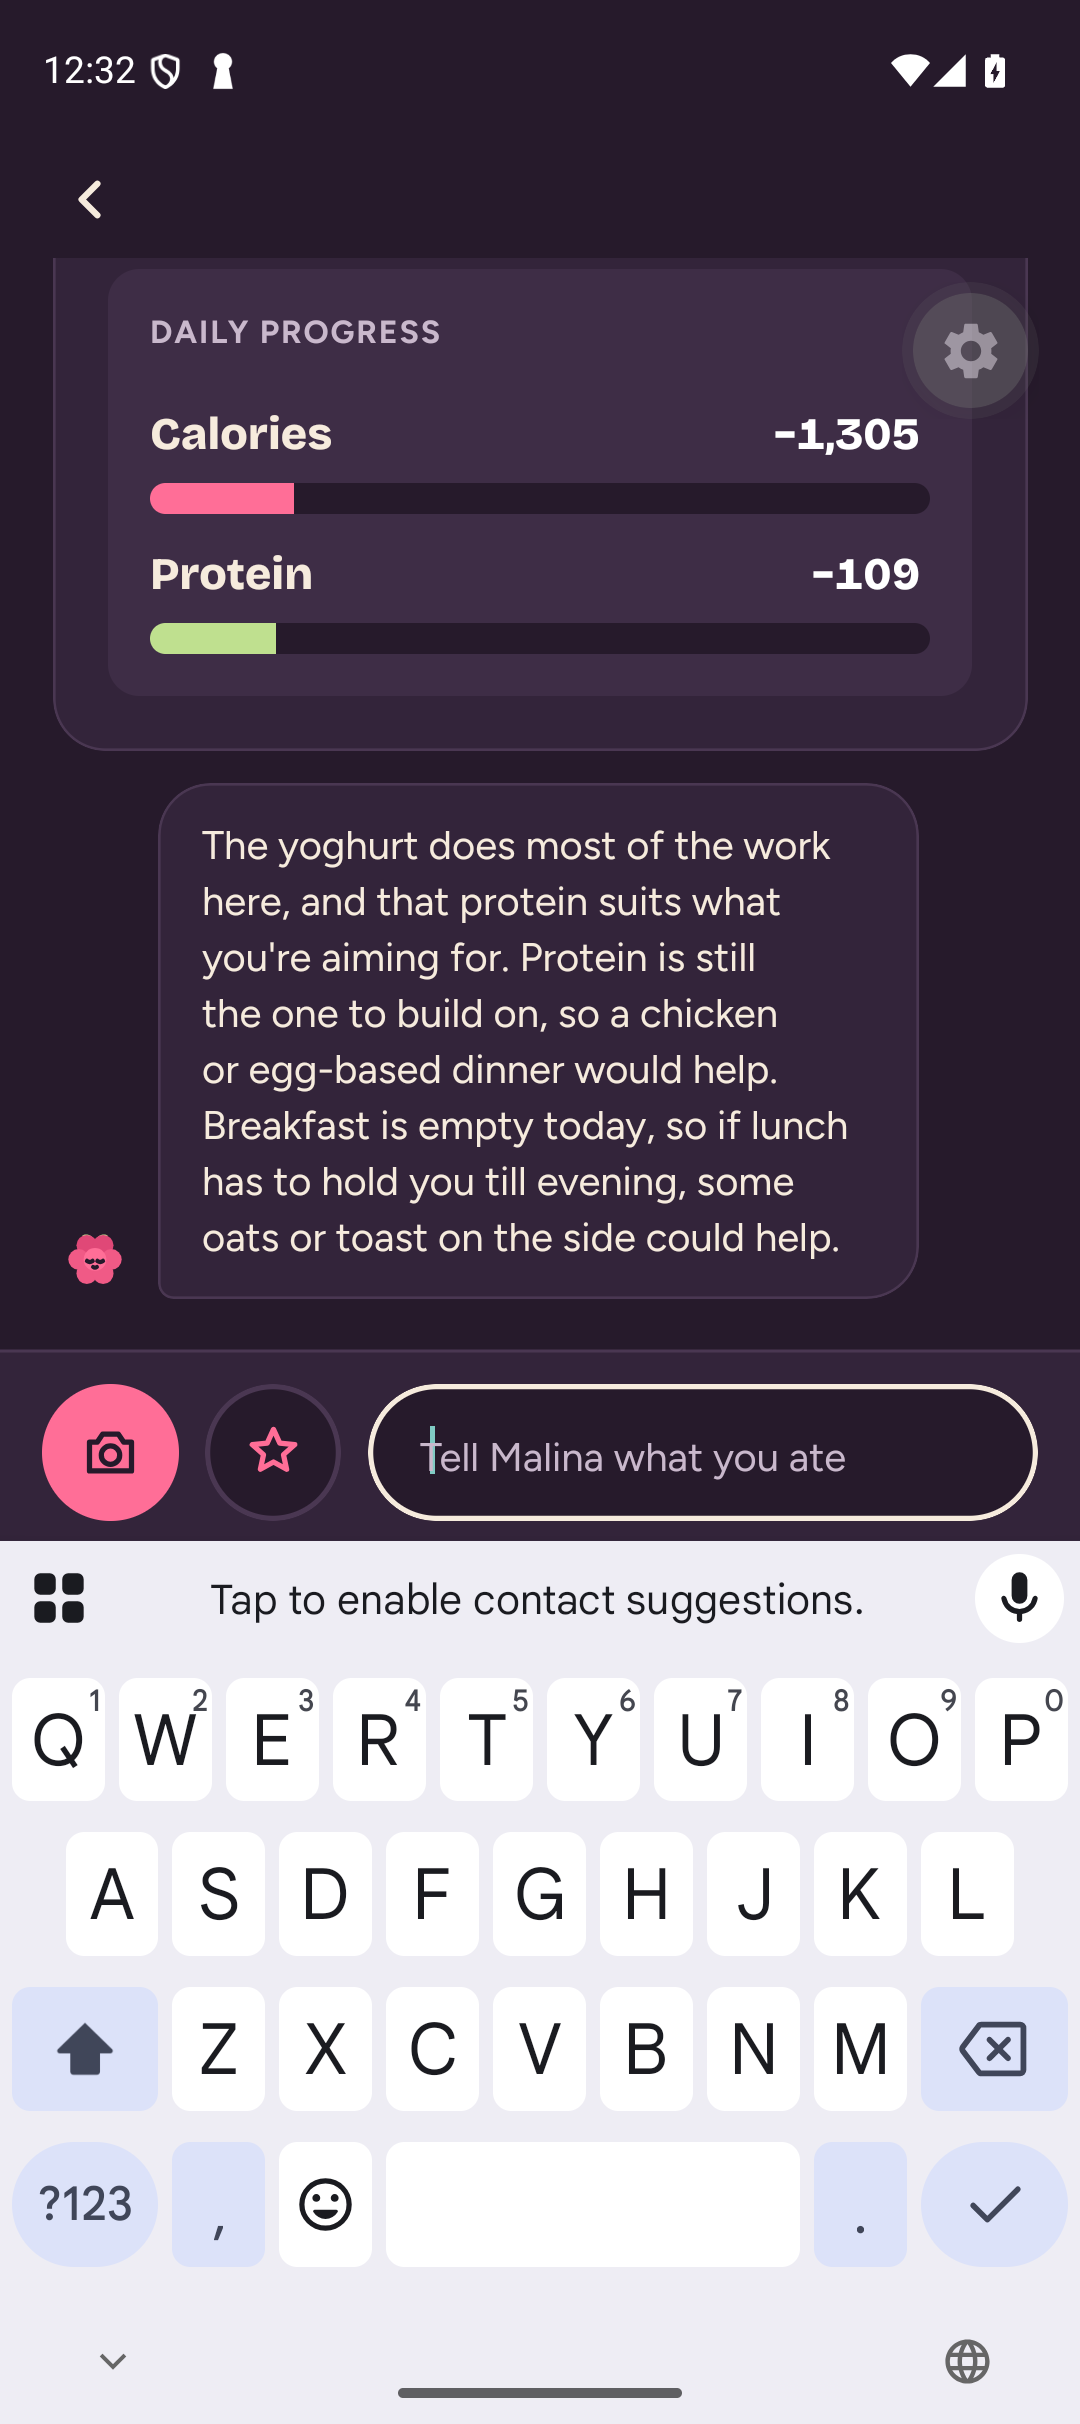 12:32
DAILY PROGRESS
Calories -1,305
Protein -109
The yoghurt does most of the work
here, and that protein suits what
you're aiming for. Protein is still
the one to build on, so a chicken
or egg-based dinner would help.
Breakfast is empty today, so if lunch
has to hold you till evening, some
oats or toast on the side could help.
Tell Malina what you ate
Tap to enable contact suggestions.
Q1 W2 E3 R4 T5 Y6 U7 I8 O9 P0
A S D F G H J K L
Z X C V B N M
?123 , .